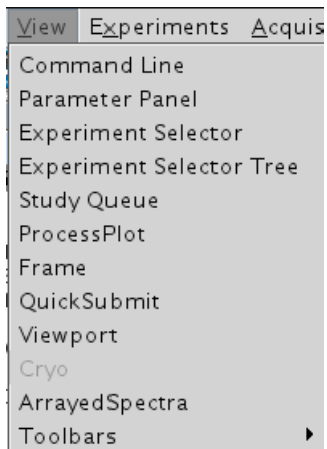 View Experiments Acquis
Command Line
Parameter Panel
Experiment Selector
Experiment Selector Tree
Study Queue
ProcessPlot
Frame
QuickSubmit
Viewport
Cryo
ArrayedSpectra
Toolbars